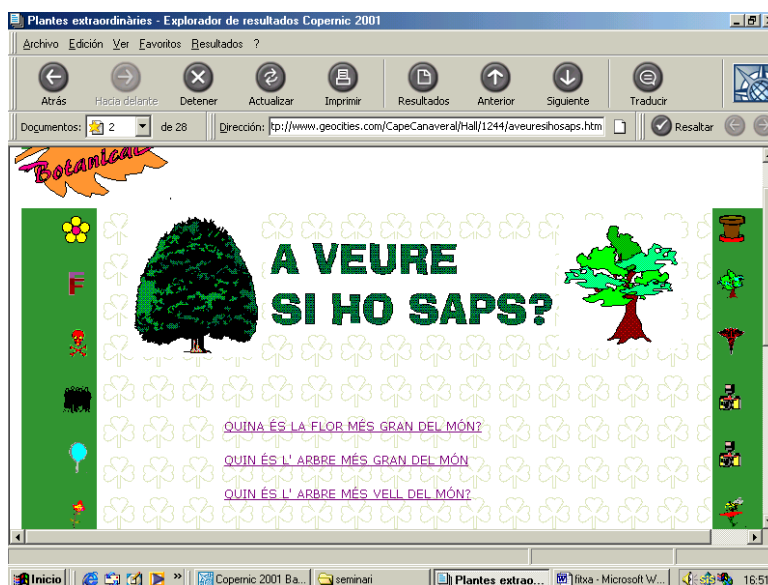 Plantes extraordinàries - Explorador de resultados Copernic 2001
Archivo Edición Ver Favoritos Resultados ?
Atrás Hacia delante Detener Actualizar Imprimir Resultados Anterior Siguiente Traducir
Documentos: 2 de 28 Dirección: tp://www.geocities.com/CapeCanaveral/Hall/1244/aveuresihosaps.htm Resaltar
Botanical
A VEURE
SI HO SAPS?
F
QUINA ÉS LA FLOR MÉS GRAN DEL MÓN?
QUIN ÉS L' ARBRE MÉS GRAN DEL MÓN
QUIN ÉS L' ARBRE MÉS VELL DEL MÓN?
Inicio » Copernic 2001 Ba... seminari Plantes extrao... fitxa - Microsoft W... 16:51